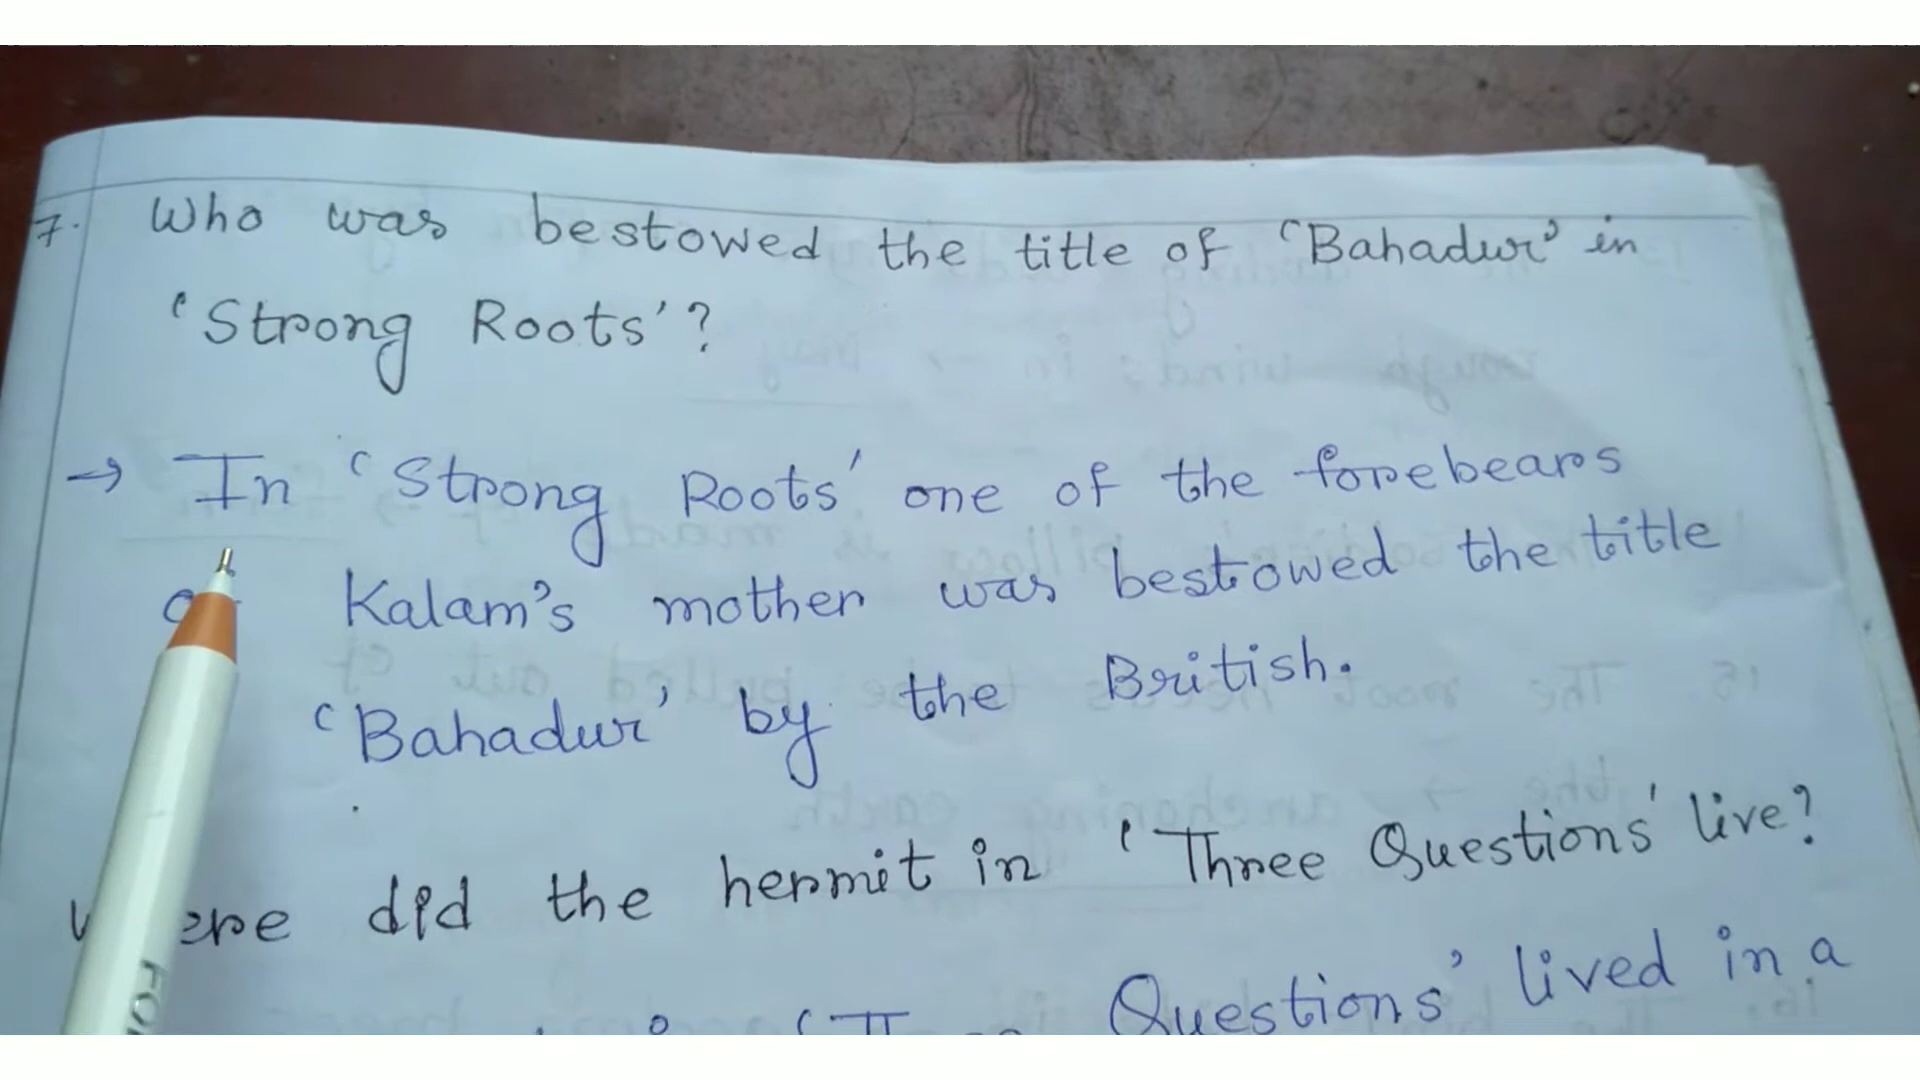 7. Who was bestowed the title of 'Bahadur' in
'Strong Roots'?
→ In 'Strong Roots' one of the forebears
Kalam's mother was bestowed the title
'Bahadur' by the British.
did the hermit in 'Three Questions' live?
Questions' lived in a